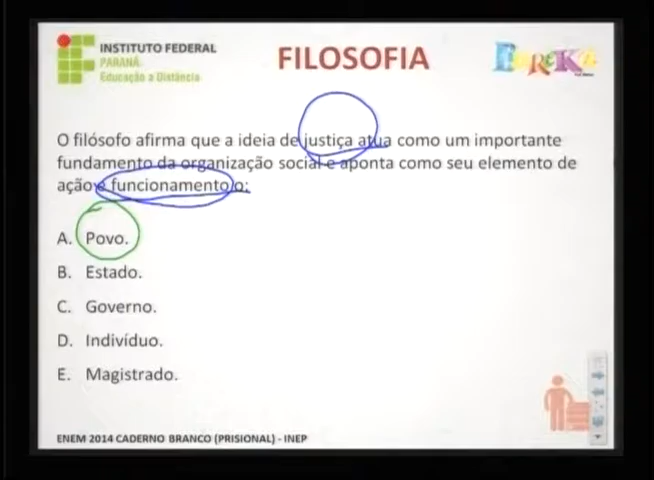 INSTITUTO FEDERAL
PARANÁ
Educação a Distância
FILOSOFIA
EUREKA
O filósofo afirma que a ideia de justiça atua como um importante
fundamento da organização social e aponta como seu elemento de
ação e funcionamento o:
A. Povo.
B. Estado.
C. Governo.
D. Indivíduo.
E. Magistrado.
ENEM 2014 CADERNO BRANCO (PRISIONAL) - INEP